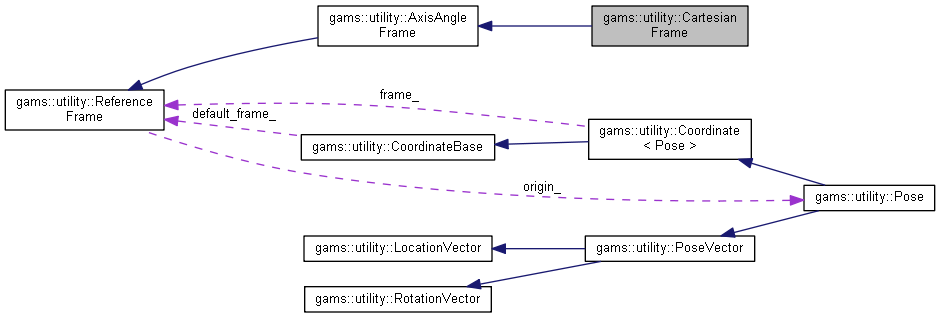 gams::utility::AxisAngle
Frame
gams::utility::Cartesian
Frame
gams::utility::Reference
Frame
frame_
default_frame_
gams::utility::CoordinateBase
gams::utility::Coordinate
< Pose >
origin_
gams::utility::Pose
gams::utility::LocationVector
gams::utility::PoseVector
gams::utility::RotationVector